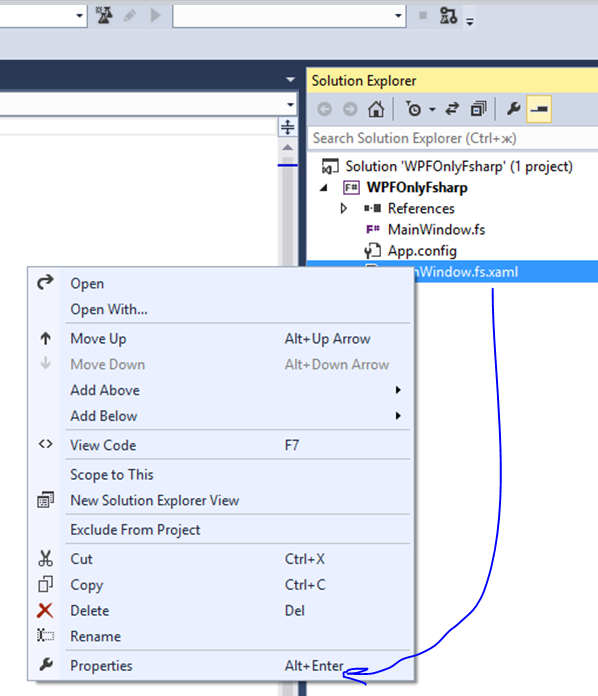 Solution Explorer
Search Solution Explorer (Ctrl+ж)
Solution 'WPFOnlyFsharp' (1 project)
F# WPFOnlyFsharp
References
F# MainWindow.fs
App.config
Window.fs.xaml
Open
Open With...
Move Up Alt+Up Arrow
Move Down Alt+Down Arrow
Add Above
Add Below
View Code F7
Scope to This
New Solution Explorer View
Exclude From Project
Cut Ctrl+X
Copy Ctrl+C
Delete Del
Rename
Properties Alt+Enter